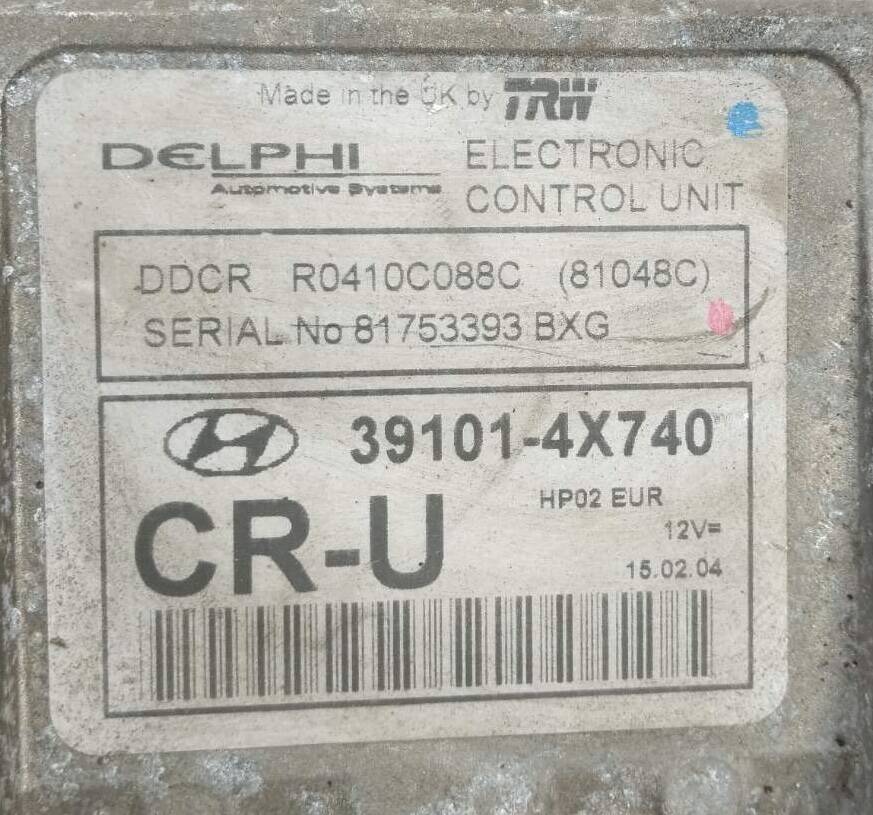 Made in the UK by TRW
DELPHI
Automotive Systems
ELECTRONIC
CONTROL UNIT
DDCR R0410C088C (81048C)
SERIAL No 81753393 BXG
39101-4X740
CR-U
HP02 EUR
12V=
15.02.04